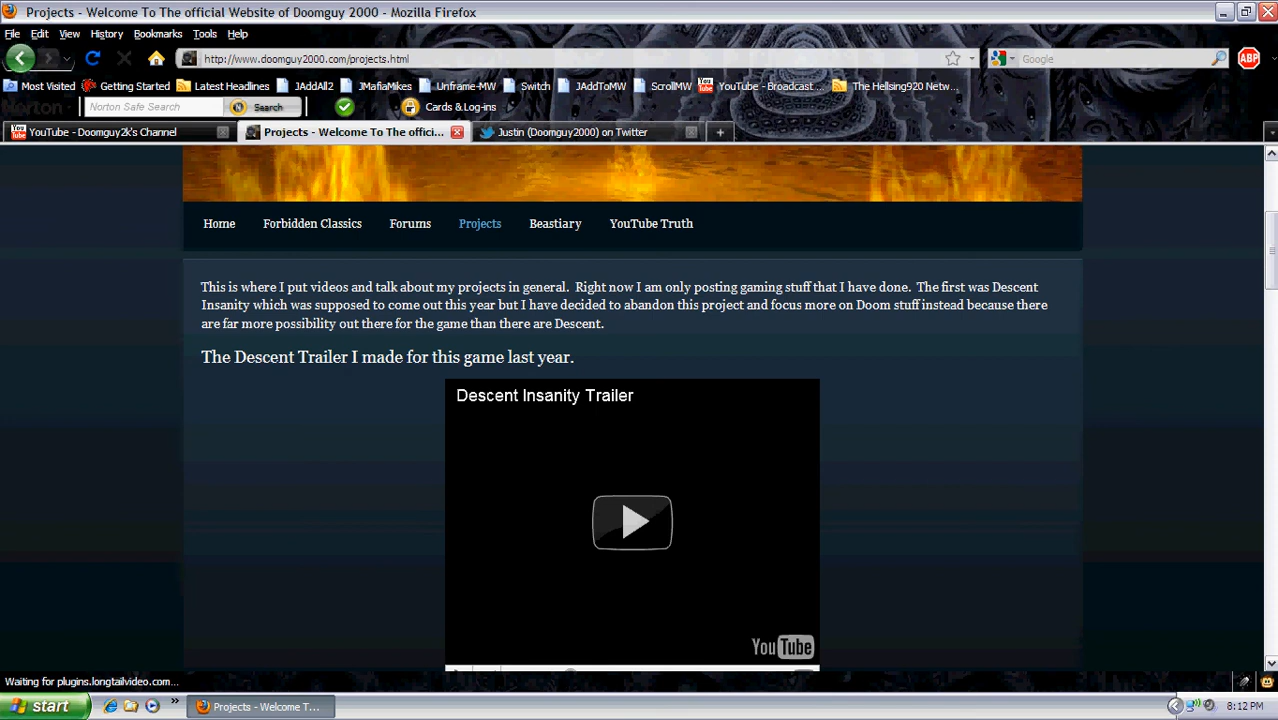 Projects - Welcome To The official Website of Doomguy 2000 - Mozilla Firefox
File Edit View History Bookmarks Tools Help
http://www.doomguy2000.com/projects.html
Google
ABP
Most Visited Getting Started Latest Headlines JAddAll2 JMafiaMikes Unframe-MW Switch JAddToMW ScrollMW YouTube - Broadcast ... The Hellsing920 Netw...
Norton Safe Search Search Cards & Log-ins
YouTube - Doomguy2k's Channel Projects - Welcome To The offici... Justin (Doomguy2000) on Twitter
Home Forbidden Classics Forums Projects Beastiary YouTube Truth
This is where I put videos and talk about my projects in general. Right now I am only posting gaming stuff that I have done. The first was Descent
Insanity which was supposed to come out this year but I have decided to abandon this project and focus more on Doom stuff instead because there
are far more possibility out there for the game than there are Descent.
The Descent Trailer I made for this game last year.
Descent Insanity Trailer
YouTube
Waiting for plugins.longtailvideo.com...
start Projects - Welcome T... 8:12 PM